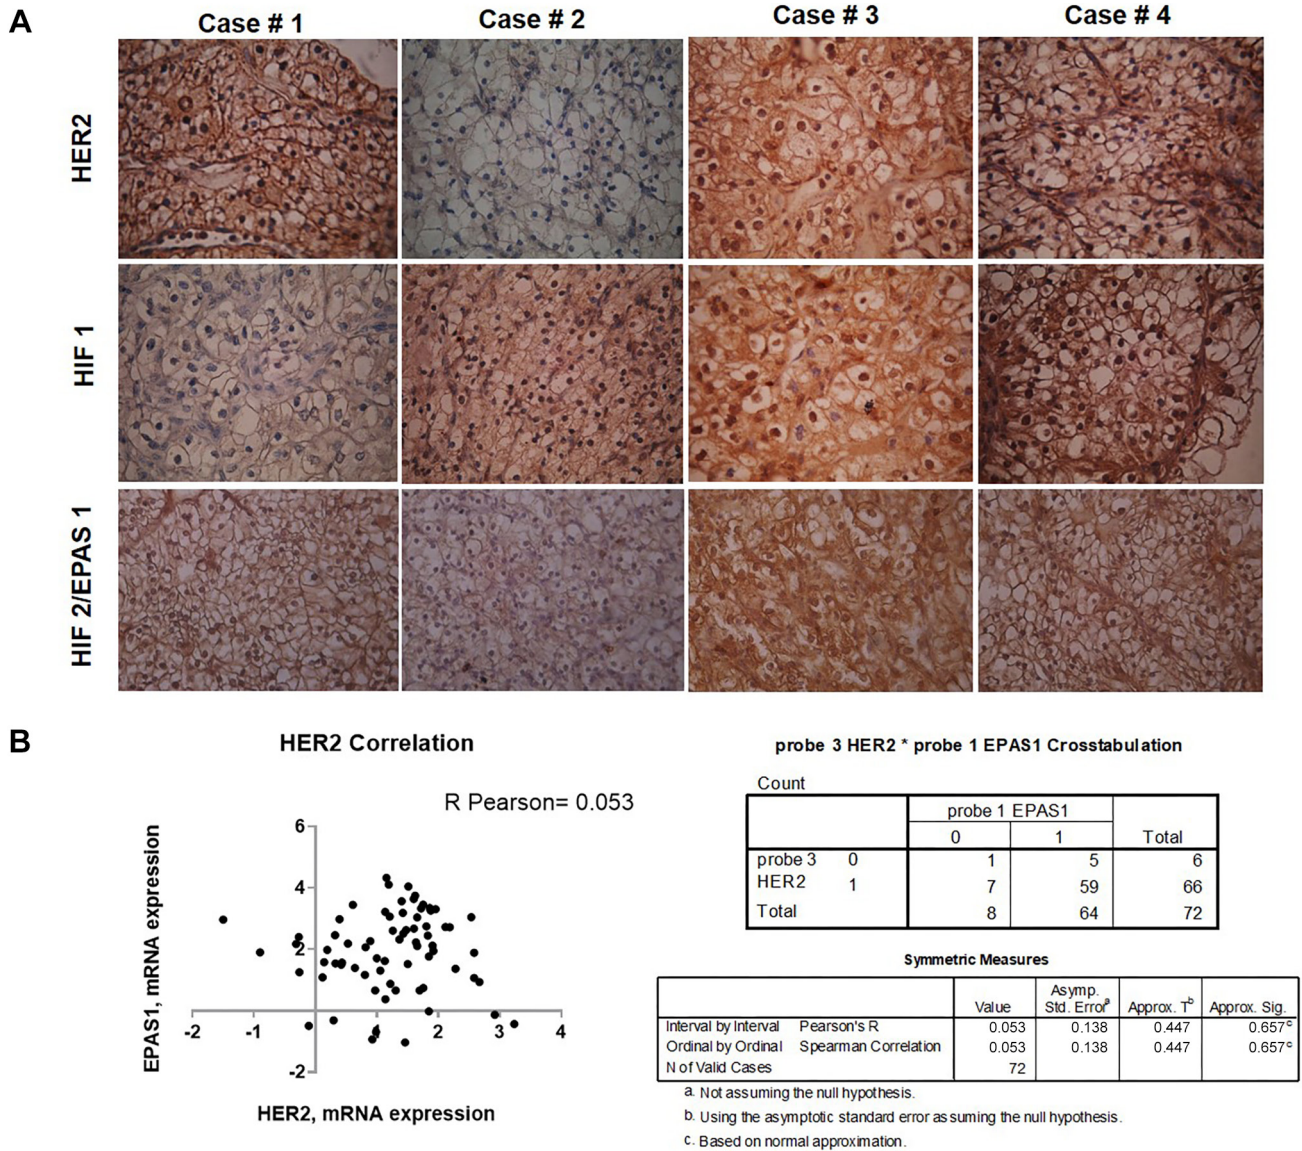 A
Case # 1
Case # 2
Case # 3
Case # 4
HER2
HIF 1
HIF 2/EPAS 1
B
HER2 Correlation
R Pearson= 0.053
EPAS1, mRNA expression
6
4
2
-2
-2
-1
0
1
2
3
4
HER2, mRNA expression
probe 3 HER2 * probe 1 EPAS1 Crosstabulation
Count
probe 1 EPAS1
0 1 Total
probe 3 0 1 5 6
HER2 1 7 59 66
Total 8 64 72
Symmetric Measures
Value Asymp. Std. Errorᵃ Approx. Tᵇ Approx. Sig.
Interval by Interval Pearson's R 0.053 0.138 0.447 0.657ᶜ
Ordinal by Ordinal Spearman Correlation 0.053 0.138 0.447 0.657ᶜ
N of Valid Cases 72
a. Not assuming the null hypothesis.
b. Using the asymptotic standard error assuming the null hypothesis.
c. Based on normal approximation.